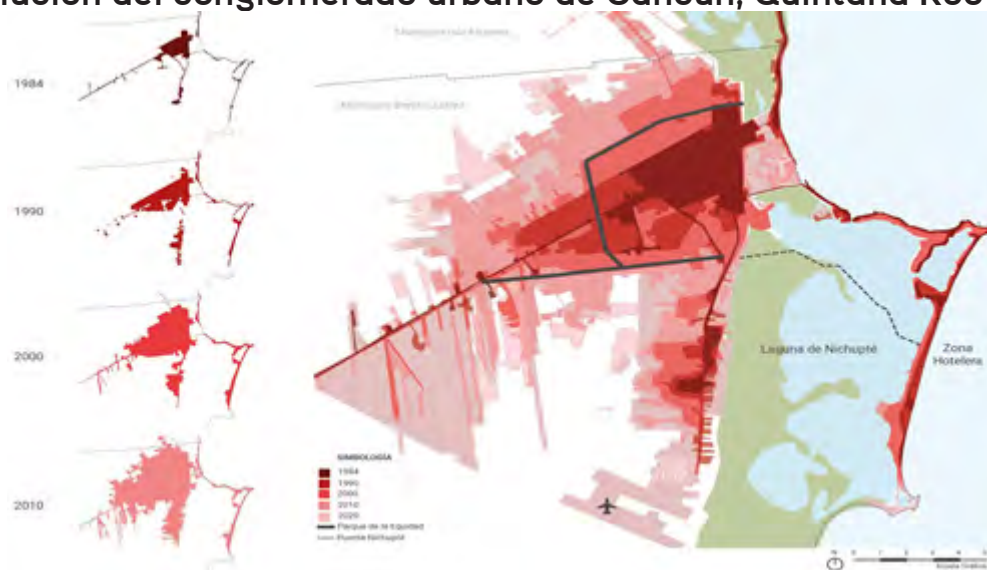 del conglomerado urbano de Cancún, Quintana Roo
1984
1990
2000
2010
Laguna de Nichupté
Zona
Hotelera
SIMBOLOGÍA
1984
1990
2000
2010
2020
Parque de la Equidad
Puente Nichupté
N